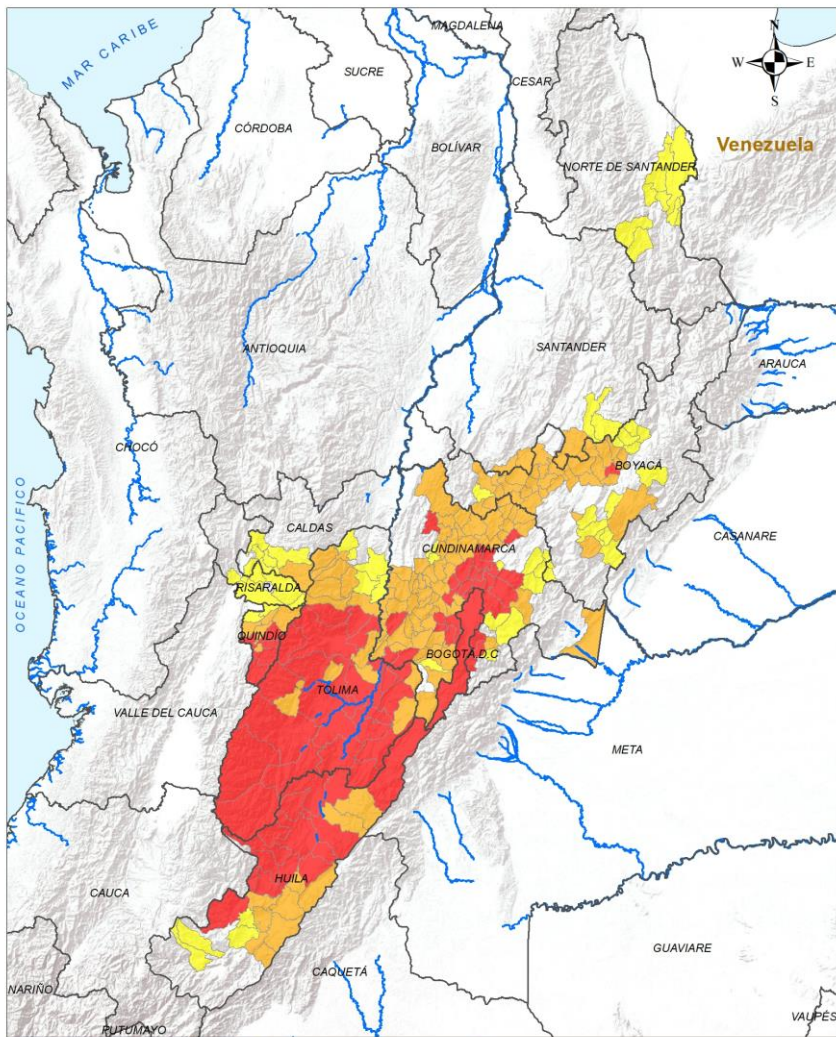 MAR CARIBE
MAGDALENA
N
W E
S
SUCRE
CESAR
CÓRDOBA
BOLÍVAR
Venezuela
NORTE DE SANTANDER
ANTIOQUIA
SANTANDER
ARAUCA
CHOCÓ
BOYACÁ
OCEANO PACIFICO
CALDAS
CASANARE
CUNDINAMARCA
RISARALDA
QUINDÍO
BOGOTÁ D.C
TOLIMA
VALLE DEL CAUCA
META
HUILA
CAUCA
GUAVIARE
CAQUETÁ
NARIÑO
PUTUMAYO
VAUPÉS